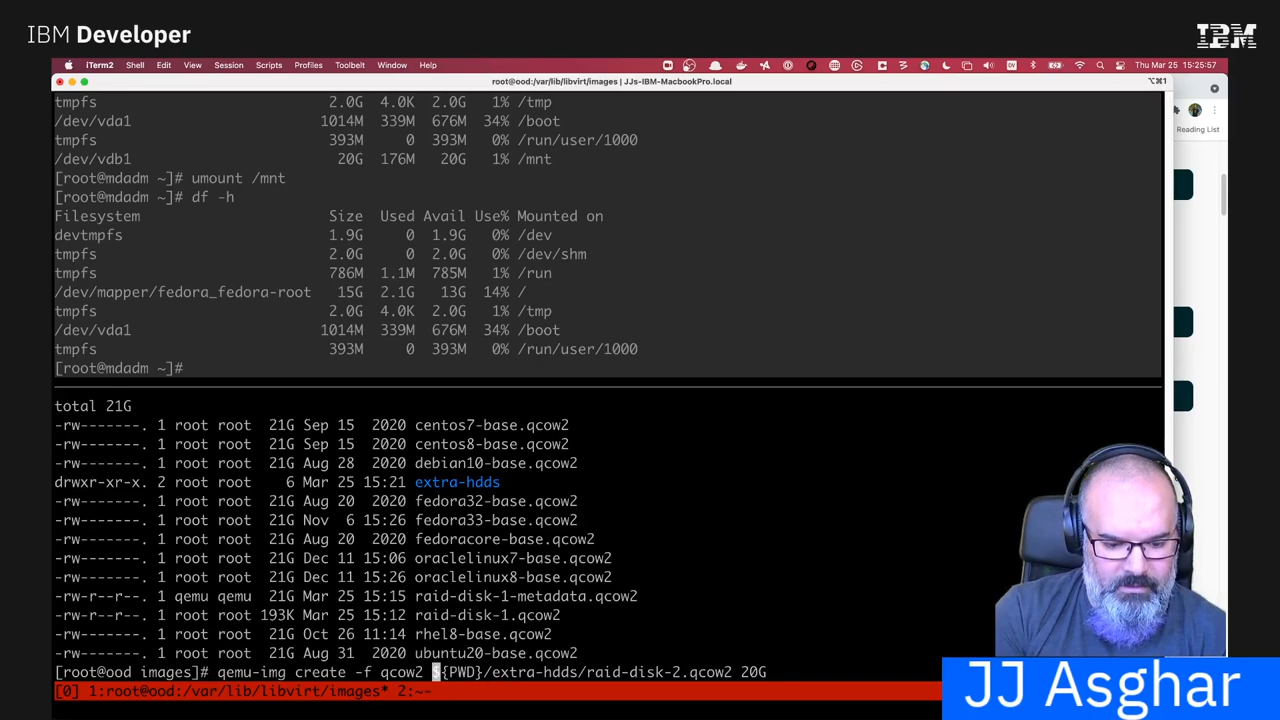 IBM Developer
IBM
iTerm2 Shell Edit View Session Scripts Profiles Toolbelt Window Help
Thu Mar 25 15:25:57
root@ood:/var/lib/libvirt/images | JJs-IBM-MacbookPro.local
⌥⌘1
Reading List
tmpfs 2.0G 4.0K 2.0G 1% /tmp
/dev/vda1 1014M 339M 676M 34% /boot
tmpfs 393M 0 393M 0% /run/user/1000
/dev/vdb1 20G 176M 20G 1% /mnt
[root@mdadm ~]# umount /mnt
[root@mdadm ~]# df -h
Filesystem Size Used Avail Use% Mounted on
devtmpfs 1.9G 0 1.9G 0% /dev
tmpfs 2.0G 0 2.0G 0% /dev/shm
tmpfs 786M 1.1M 785M 1% /run
/dev/mapper/fedora_fedora-root 15G 2.1G 13G 14% /
tmpfs 2.0G 4.0K 2.0G 1% /tmp
/dev/vda1 1014M 339M 676M 34% /boot
tmpfs 393M 0 393M 0% /run/user/1000
[root@mdadm ~]#
total 21G
-rw-------. 1 root root 21G Sep 15 2020 centos7-base.qcow2
-rw-------. 1 root root 21G Sep 15 2020 centos8-base.qcow2
-rw-------. 1 root root 21G Aug 28 2020 debian10-base.qcow2
drwxr-xr-x. 2 root root 6 Mar 25 15:21 extra-hdds
-rw-------. 1 root root 21G Aug 20 2020 fedora32-base.qcow2
-rw-------. 1 root root 21G Nov 6 15:26 fedora33-base.qcow2
-rw-------. 1 root root 21G Aug 20 2020 fedoracore-base.qcow2
-rw-------. 1 root root 21G Dec 11 15:06 oraclelinux7-base.qcow2
-rw-------. 1 root root 21G Dec 11 15:26 oraclelinux8-base.qcow2
-rw-r--r--. 1 qemu qemu 21G Mar 25 15:15 raid-disk-1-metadata.qcow2
-rw-r--r--. 1 root root 193K Mar 25 15:12 raid-disk-1.qcow2
-rw-------. 1 root root 21G Oct 26 11:14 rhel8-base.qcow2
-rw-------. 1 root root 21G Aug 31 2020 ubuntu20-base.qcow2
[root@ood images]# qemu-img create -f qcow2 ${PWD}/extra-hdds/raid-disk-2.qcow2 20G
[0] 1:root@ood:/var/lib/libvirt/images* 2:~-
JJ Asghar